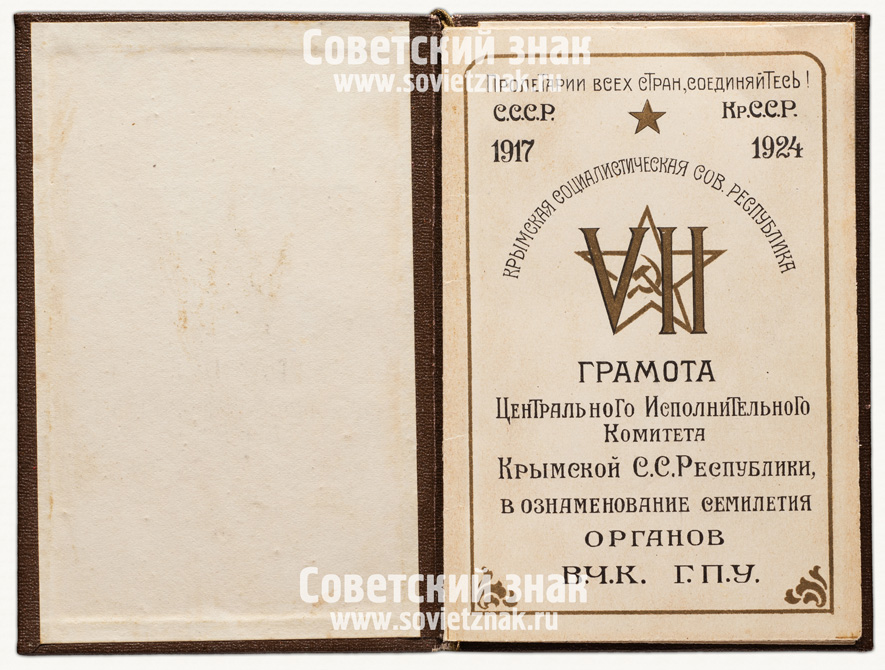 Советский знак
www.sovietznak.ru
ПРОЛЕТАРИИ ВСЕХ СТРАН, СОЕДИНЯЙТЕСЬ!
С.С.С.Р. Кр.С.С.Р.
1917 1924
КРЫМСКАЯ СОЦИАЛИСТИЧЕСКАЯ СОВ. РЕСПУБЛИКА
VII
ГРАМОТА
Центрального Исполнительного
Комитета
Крымской С.С.Республики,
в ознаменование семилетия
органов
В.Ч.К. Г.П.У.
Советский знак
www.sovietznak.ru